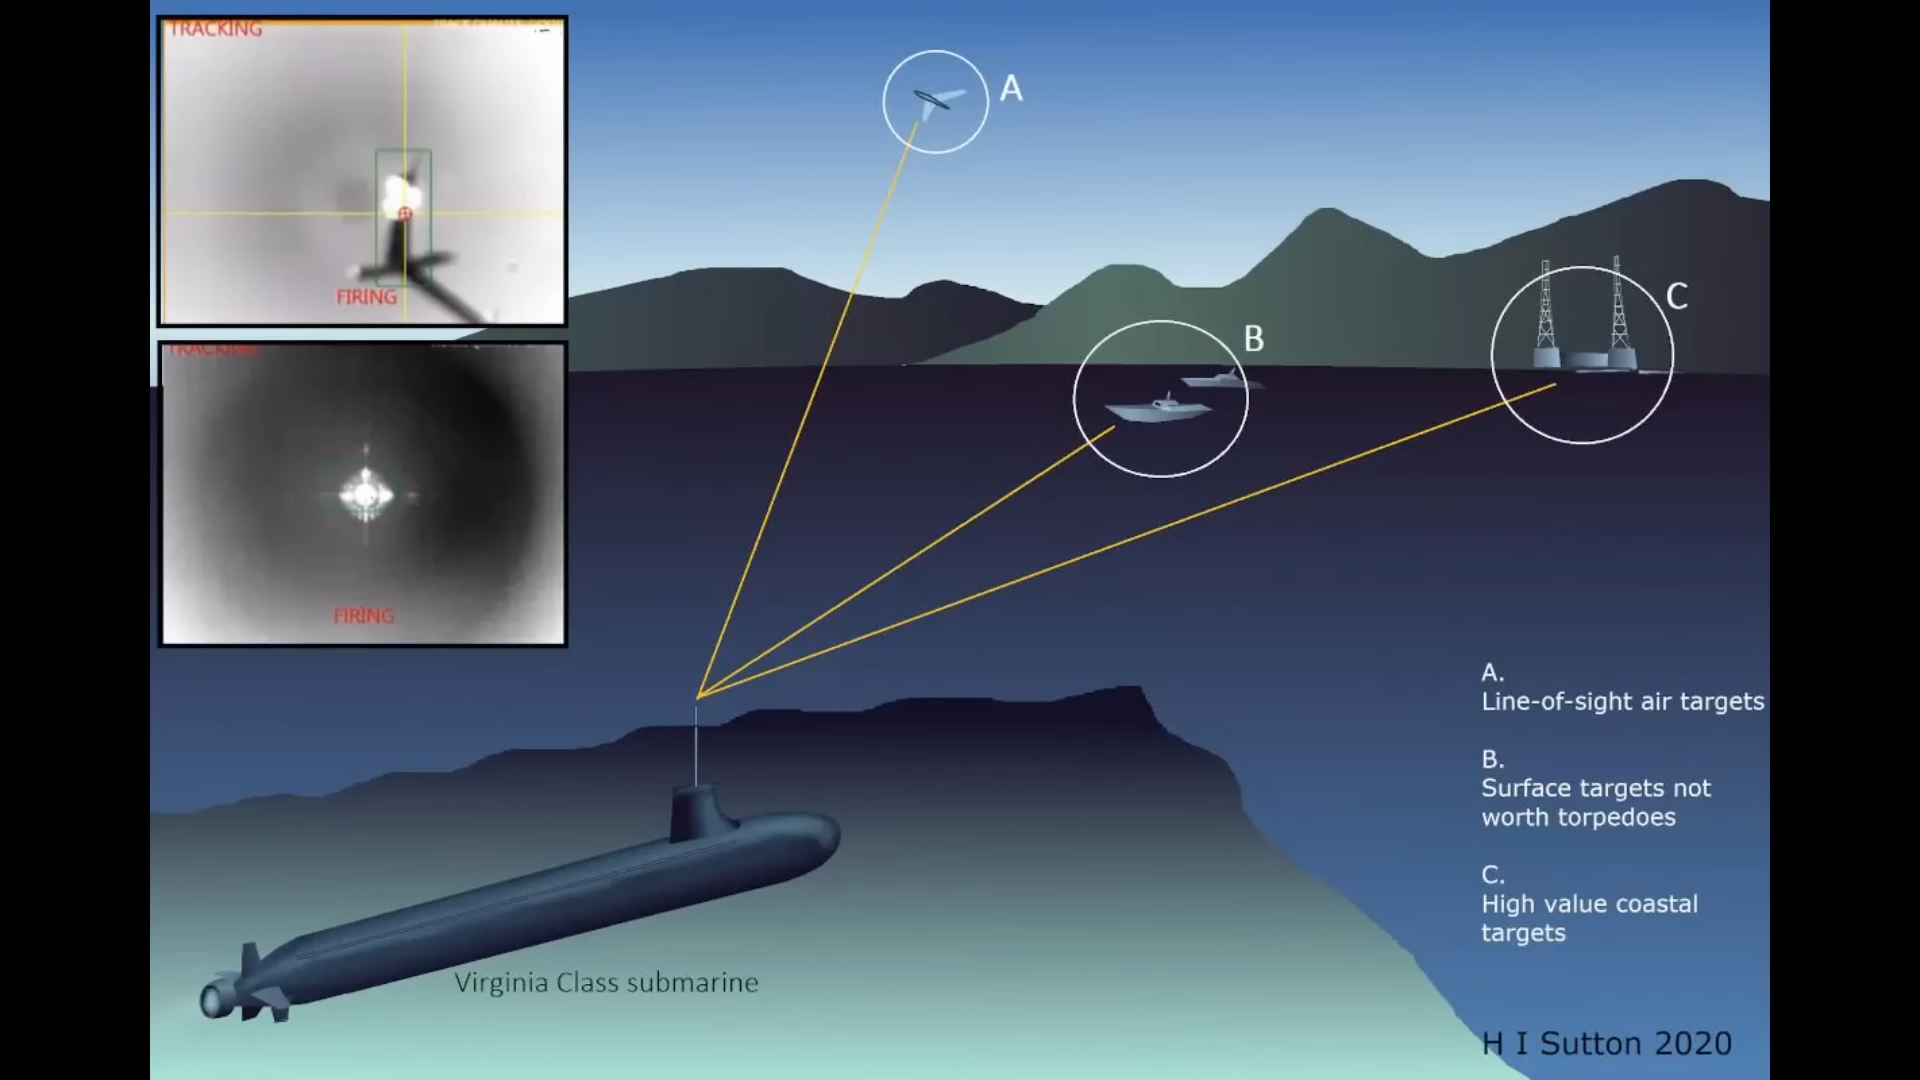 TRACKING
FIRING
TRACKING
FIRING
A
B
C
A.
Line-of-sight air targets
B.
Surface targets not
worth torpedoes
C.
High value coastal
targets
Virginia Class submarine
H I Sutton 2020